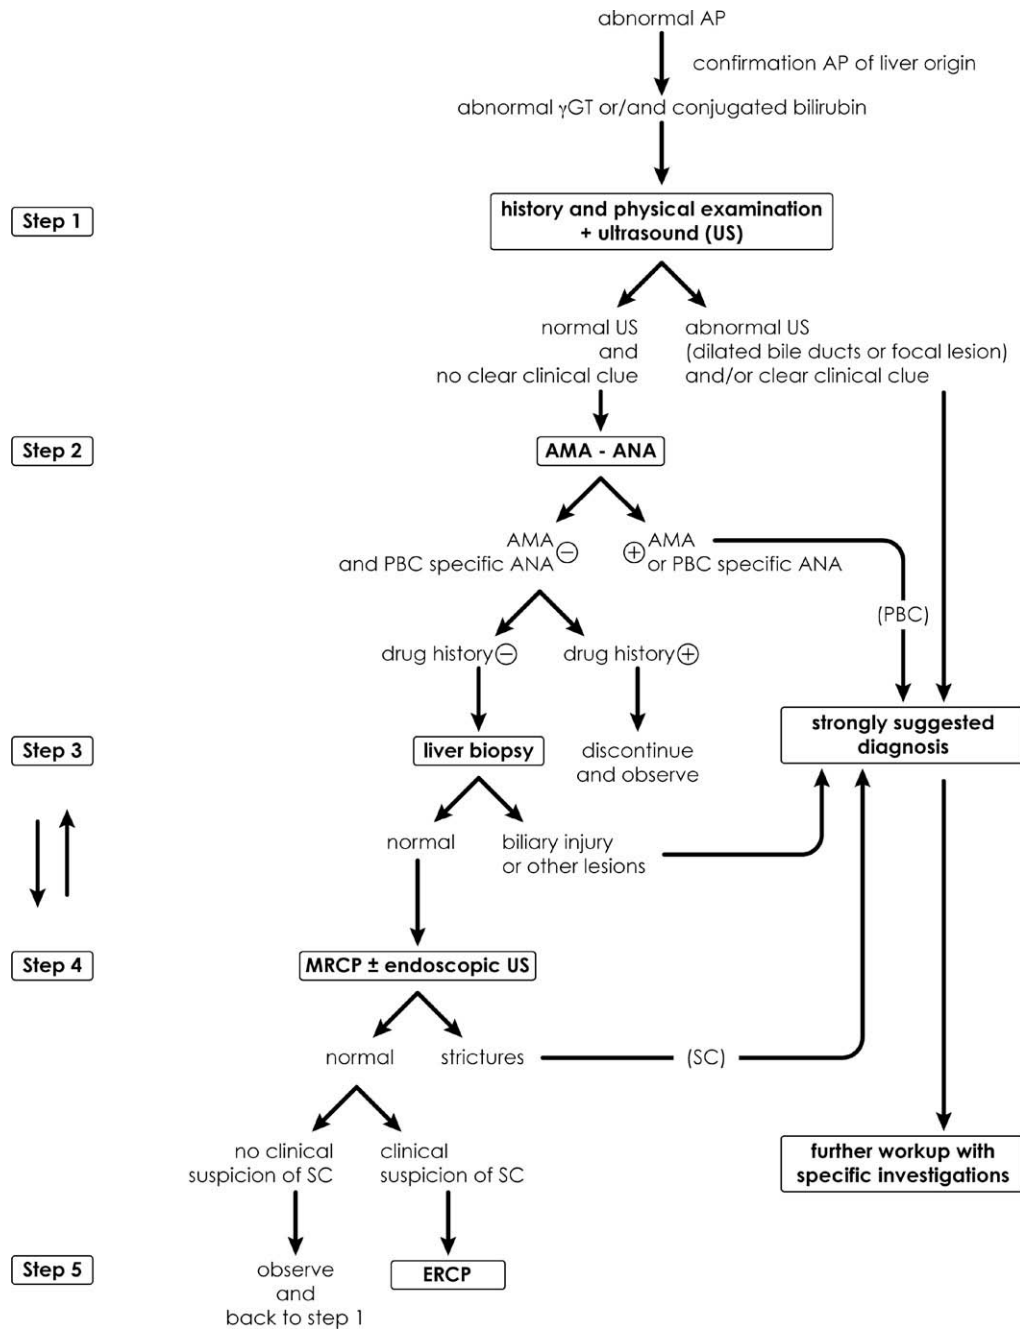 abnormal AP
confirmation AP of liver origin
abnormal γGT or/and conjugated bilirubin
Step 1
history and physical examination
+ ultrasound (US)
normal US
and
no clear clinical clue
abnormal US
(dilated bile ducts or focal lesion)
and/or clear clinical clue
Step 2
AMA - ANA
AMA
and PBC specific ANA
−
+
AMA
or PBC specific ANA
(PBC)
drug history −
drug history +
strongly suggested
diagnosis
Step 3
liver biopsy
discontinue
and observe
normal
biliary injury
or other lesions
Step 4
MRCP ± endoscopic US
normal
strictures
(SC)
no clinical
suspicion of SC
clinical
suspicion of SC
further workup with
specific investigations
Step 5
observe
and
back to step 1
ERCP